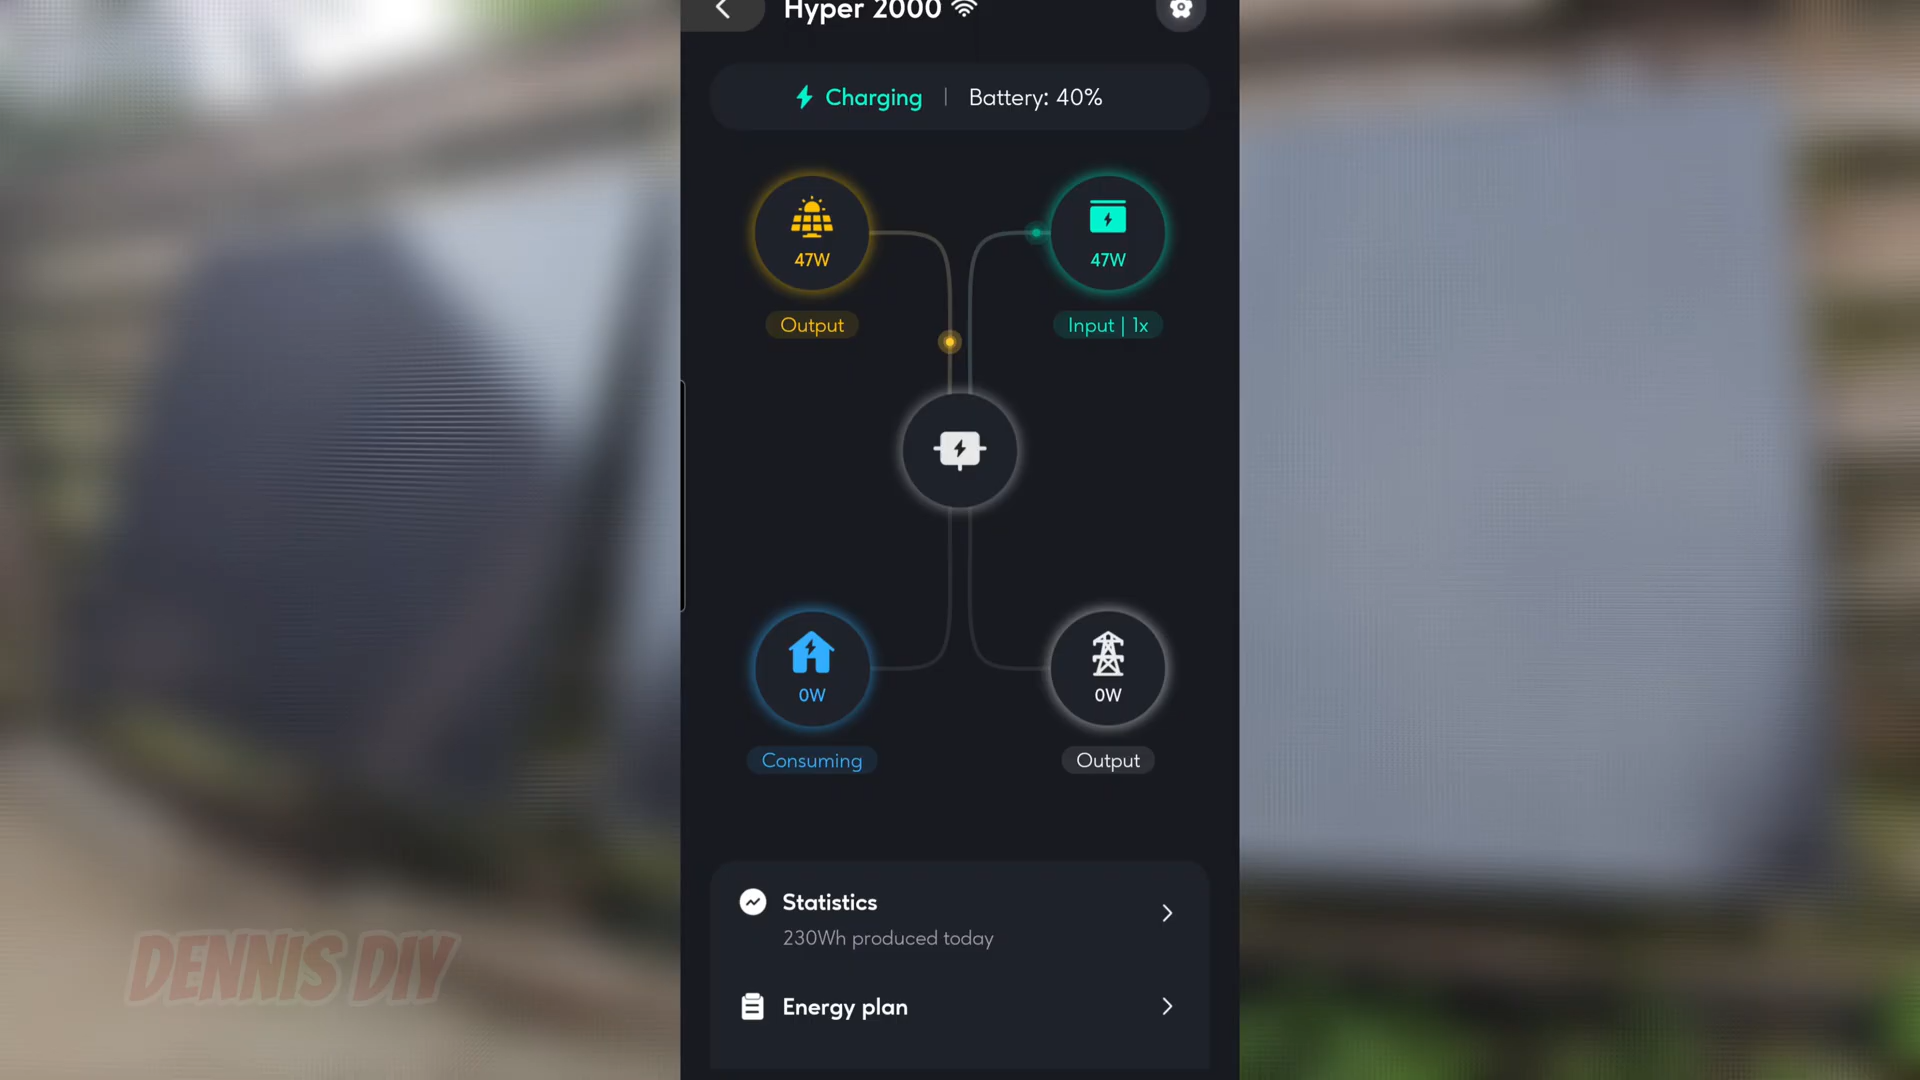 Hyper 2000
Charging | Battery: 40%
47W
47W
Output
Input | 1x
0W
0W
Consuming
Output
Statistics
230Wh produced today
Energy plan
DENNIS DIY